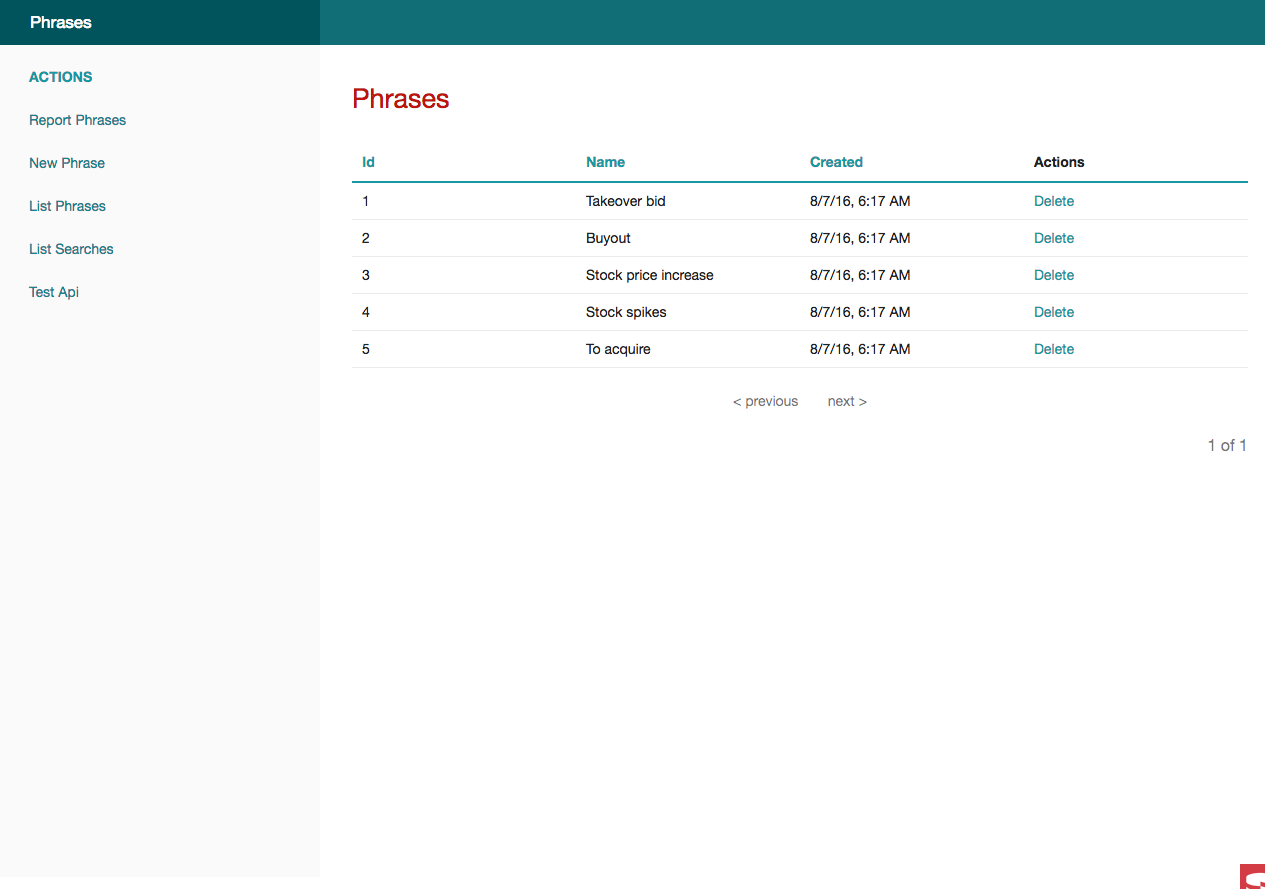 Phrases
ACTIONS
Report Phrases
New Phrase
List Phrases
List Searches
Test Api
Phrases
Id Name Created Actions
1 Takeover bid 8/7/16, 6:17 AM Delete
2 Buyout 8/7/16, 6:17 AM Delete
3 Stock price increase 8/7/16, 6:17 AM Delete
4 Stock spikes 8/7/16, 6:17 AM Delete
5 To acquire 8/7/16, 6:17 AM Delete
< previous next >
1 of 1